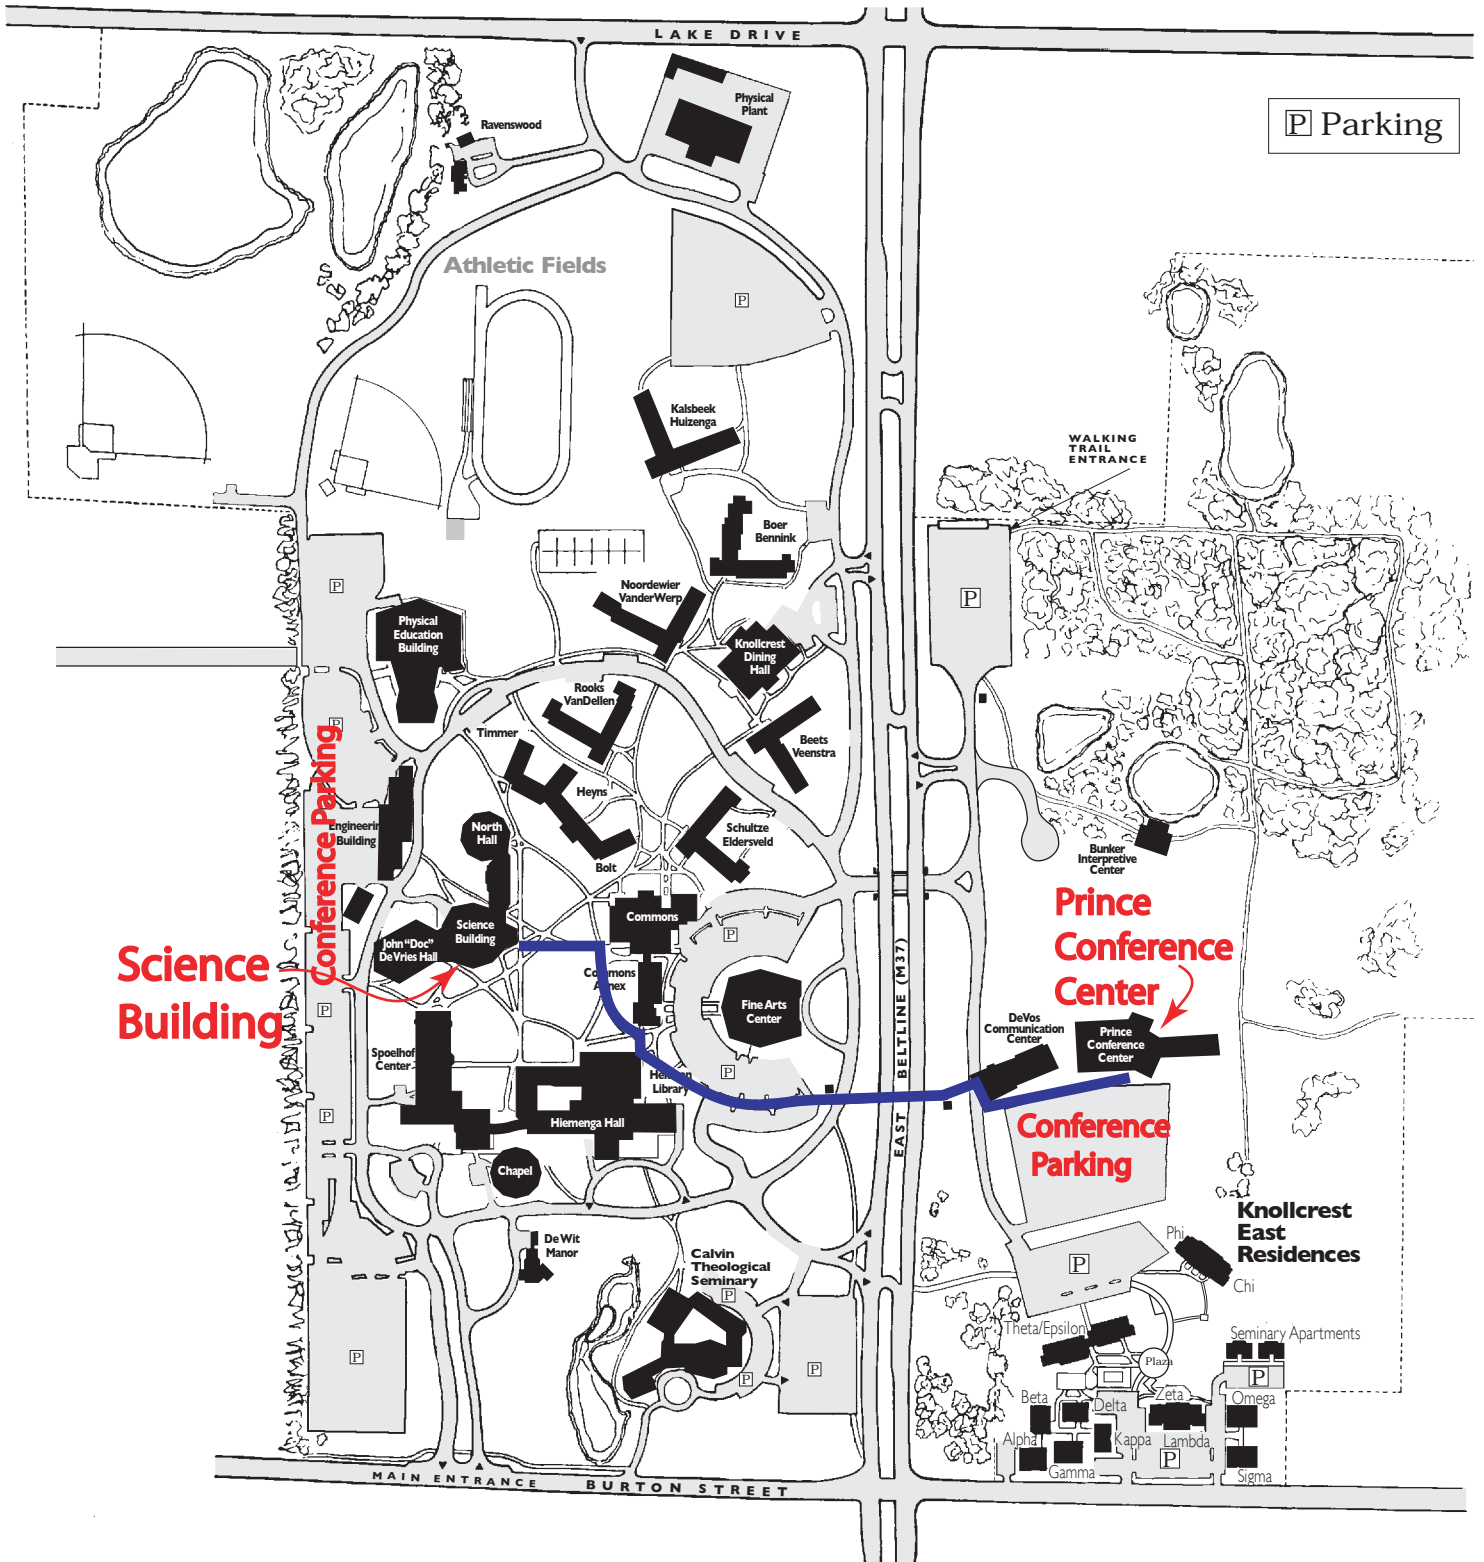 LAKE DRIVE
Physical
Plant
P Parking
Ravenswood
Athletic Fields
P
Kalsbeek
Huizenga
WALKING
TRAIL
ENTRANCE
Boer
Bennink
P
P
Noordewier
VanderWerp
Physical
Education
Building
Knollcrest
Dining
Hall
Rooks
VanDellen
P
Timmer
Beets
Veenstra
Conference Parking
Heyns
Engineerin
Building
North
Hall
Schultze
Eldersveld
Bolt
Bunker
Interpretive
Center
Prince
Conference
Center
Commons
Science
Building
P
John "Doc"
DeVries Hall
EAST BELTLINE (M37)
Science
Building
Commons
Annex
Fine Arts
Center
P
DeVos
Communication
Center
Prince
Conference
Center
Spoelhof
Center
P
Library
P
Hiemenga Hall
Conference
Parking
Chapel
Knollcrest
East
Residences
Phi
De Wit
Manor
Calvin
Theological
Seminary
P
P
Chi
Theta/Epsilon
Seminary Apartments
P
P
P
Plaza
P
Beta
Delta
Zeta
Omega
Alpha
Kappa
Lambda
Gamma
P
Sigma
MAIN ENTRANCE
BURTON STREET